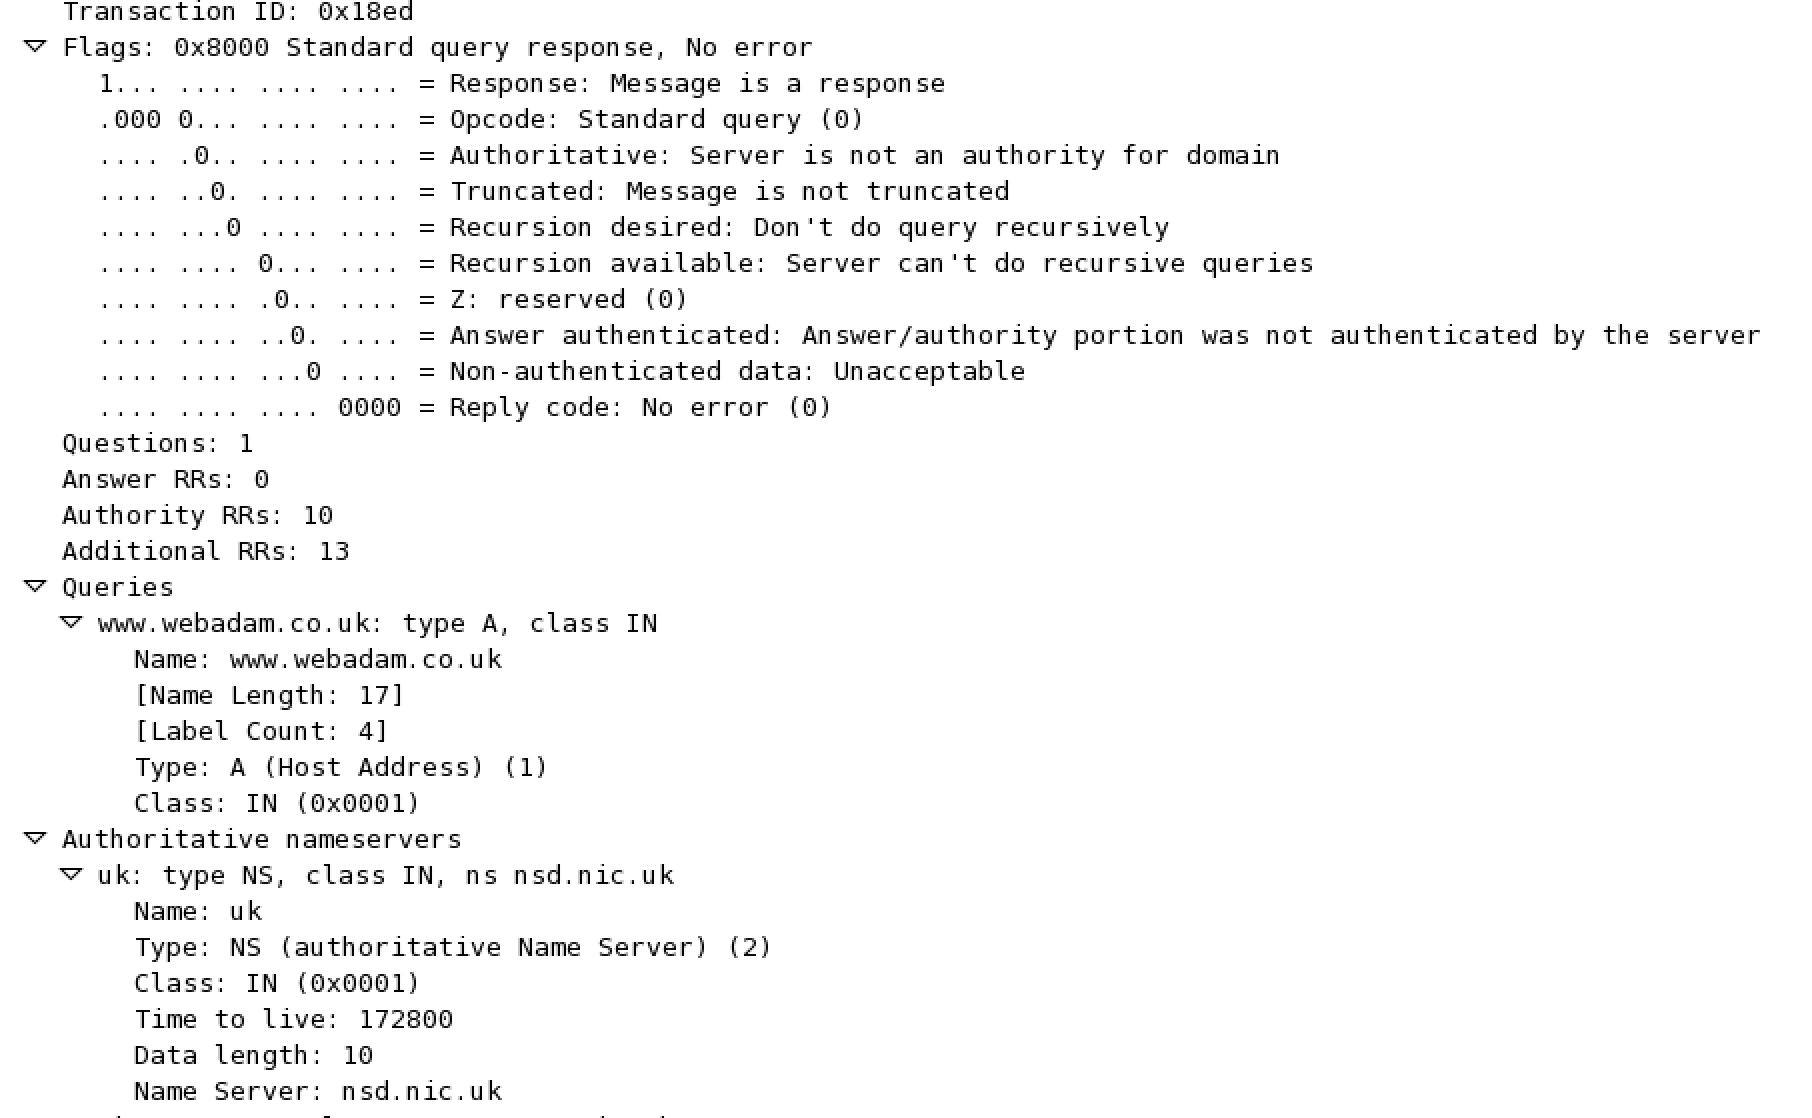 Transaction ID: 0x18ed
Flags: 0x8000 Standard query response, No error
1... .... .... .... = Response: Message is a response
.000 0... .... .... = Opcode: Standard query (0)
.... .0.. .... .... = Authoritative: Server is not an authority for domain
.... ..0. .... .... = Truncated: Message is not truncated
.... ...0 .... .... = Recursion desired: Don't do query recursively
.... .... 0... .... = Recursion available: Server can't do recursive queries
.... .... .0.. .... = Z: reserved (0)
.... .... ..0. .... = Answer authenticated: Answer/authority portion was not authenticated by the server
.... .... ...0 .... = Non-authenticated data: Unacceptable
.... .... .... 0000 = Reply code: No error (0)
Questions: 1
Answer RRs: 0
Authority RRs: 10
Additional RRs: 13
Queries
www.webadam.co.uk: type A, class IN
Name: www.webadam.co.uk
[Name Length: 17]
[Label Count: 4]
Type: A (Host Address) (1)
Class: IN (0x0001)
Authoritative nameservers
uk: type NS, class IN, ns nsd.nic.uk
Name: uk
Type: NS (authoritative Name Server) (2)
Class: IN (0x0001)
Time to live: 172800
Data length: 10
Name Server: nsd.nic.uk